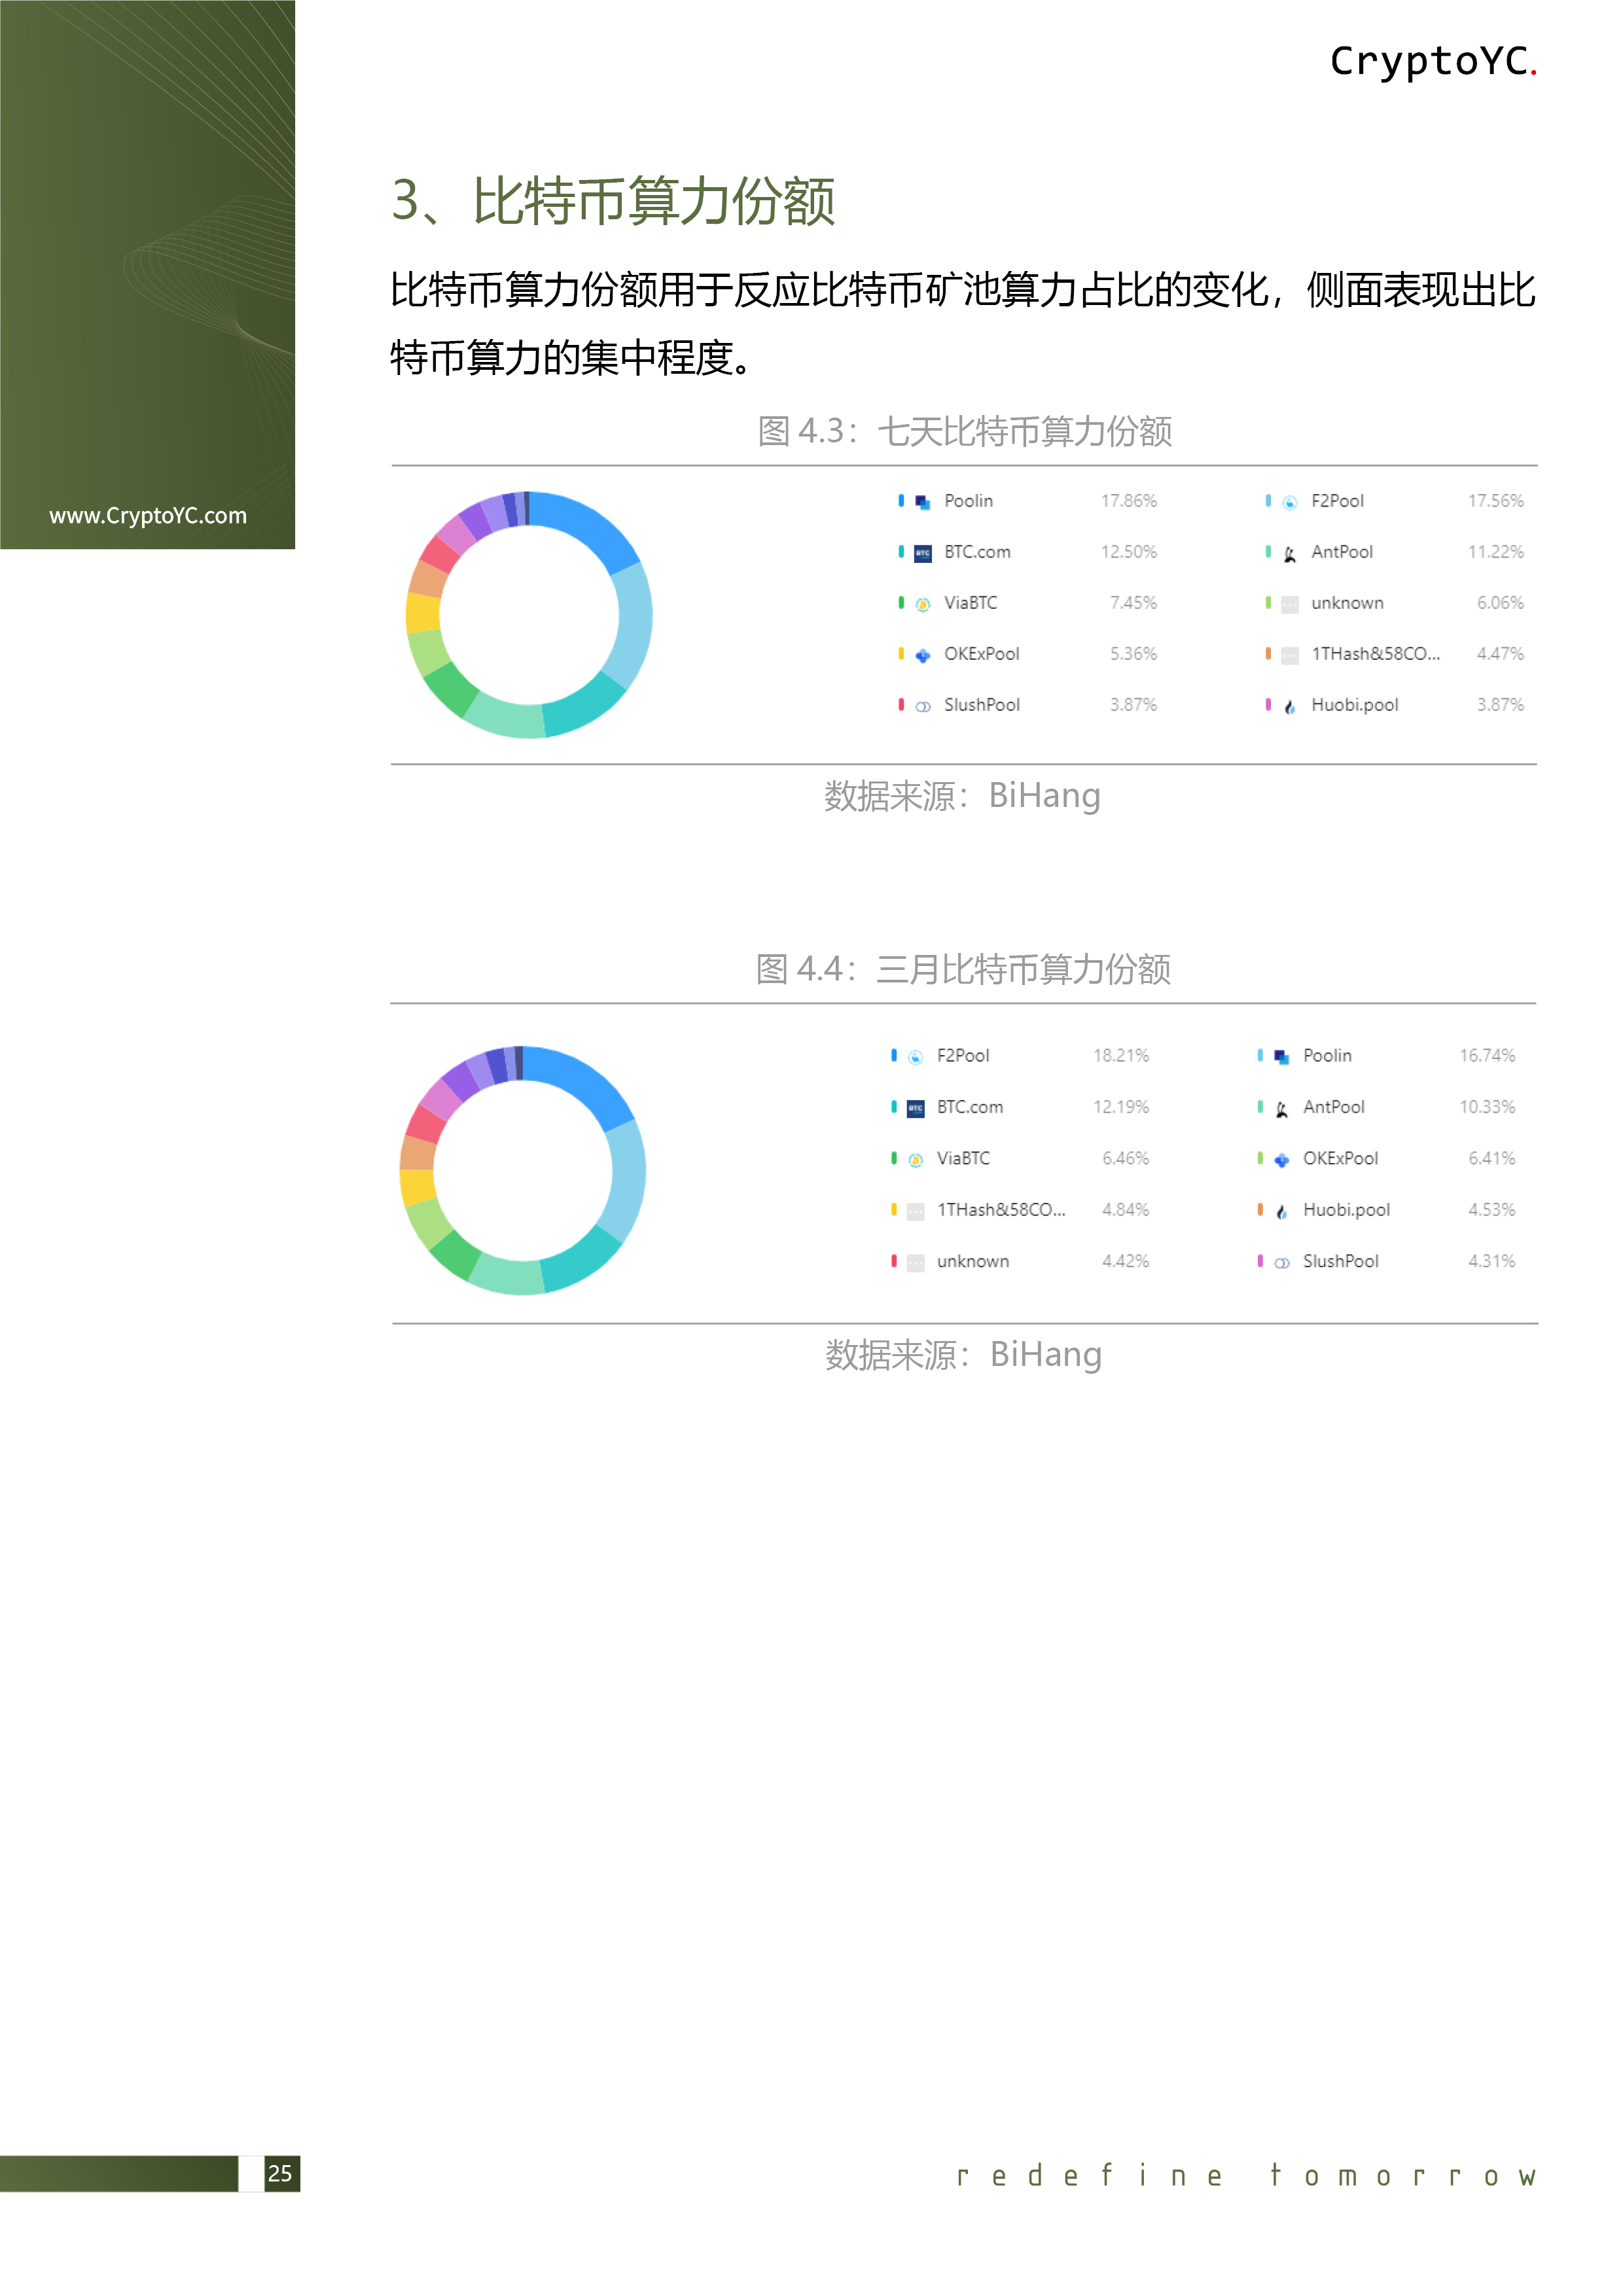 CryptoYC.
www.CryptoYC.com
3、比特币算力份额
比特币算力份额用于反应比特币矿池算力占比的变化，侧面表现出比
特币算力的集中程度。
图 4.3：七天比特币算力份额
Poolin 17.86% F2Pool 17.56%
BTC.com 12.50% AntPool 11.22%
ViaBTC 7.45% unknown 6.06%
OKExPool 5.36% 1THash&58CO... 4.47%
SlushPool 3.87% Huobi.pool 3.87%
数据来源：BiHang
图 4.4：三月比特币算力份额
F2Pool 18.21% Poolin 16.74%
BTC.com 12.19% AntPool 10.33%
ViaBTC 6.46% OKExPool 6.41%
1THash&58CO... 4.84% Huobi.pool 4.53%
unknown 4.42% SlushPool 4.31%
数据来源：BiHang
25
redefine tomorrow